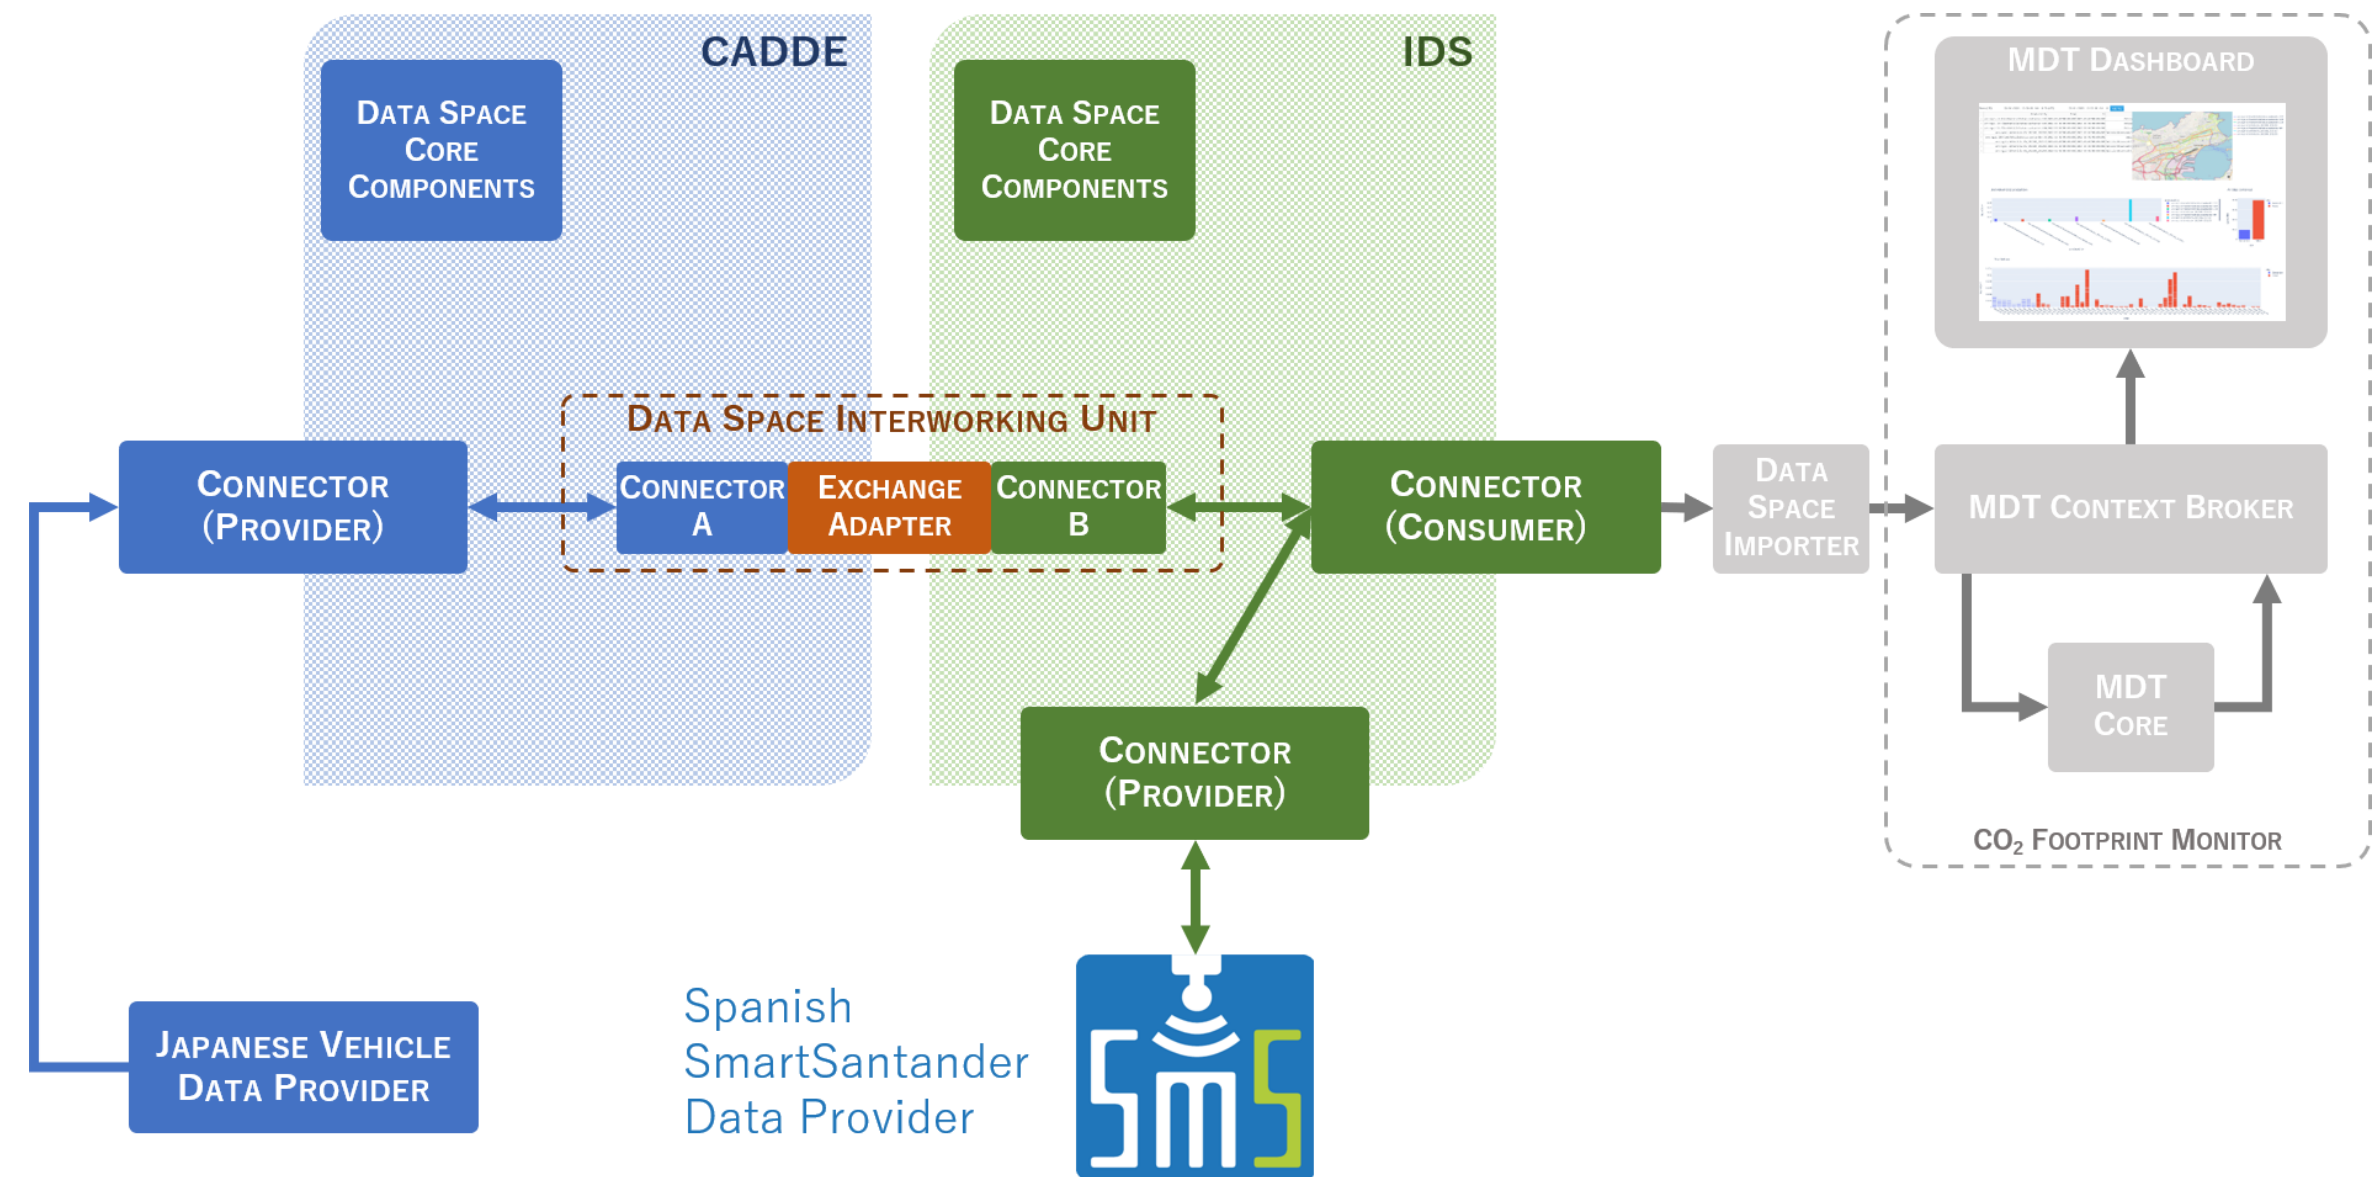 CADDE
DATA SPACE
CORE
COMPONENTS
IDS
DATA SPACE
CORE
COMPONENTS
MDT DASHBOARD
DATA SPACE INTERWORKING UNIT
CONNECTOR
(PROVIDER)
CONNECTOR
A
EXCHANGE
ADAPTER
CONNECTOR
B
CONNECTOR
(CONSUMER)
DATA
SPACE
IMPORTER
MDT CONTEXT BROKER
MDT
CORE
CONNECTOR
(PROVIDER)
CO₂ FOOTPRINT MONITOR
JAPANESE VEHICLE
DATA PROVIDER
Spanish
SmartSantander
Data Provider
SMS